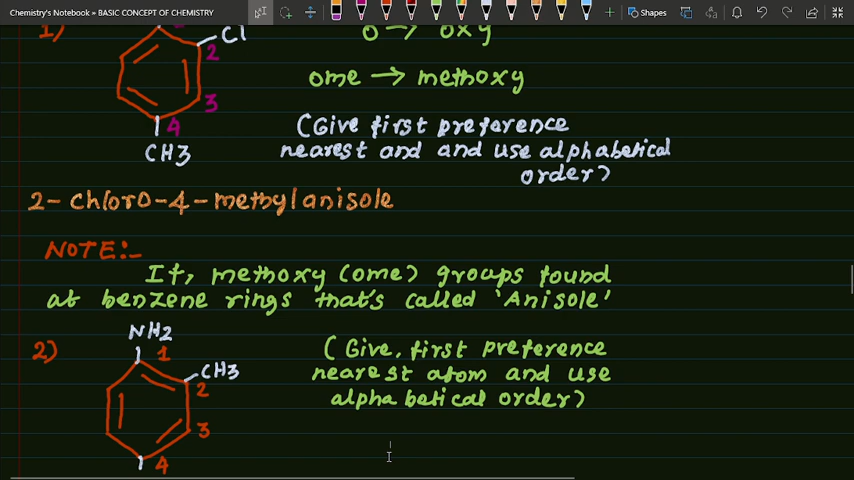 Chemistry's Notebook » BASIC CONCEPT OF CHEMISTRY
Shapes
1)
Cl
o → oxy
2
ome → methoxy
3
4
CH3
(Give first preference
nearest and and use alphabetical
order)
2-chloro-4-methylanisole
NOTE:-
If, methoxy (ome) groups found
at benzene rings that's called 'Anisole'
2)
NH2
1
CH3
2
3
4
(Give, first preference
nearest atom and use
alphabetical order)